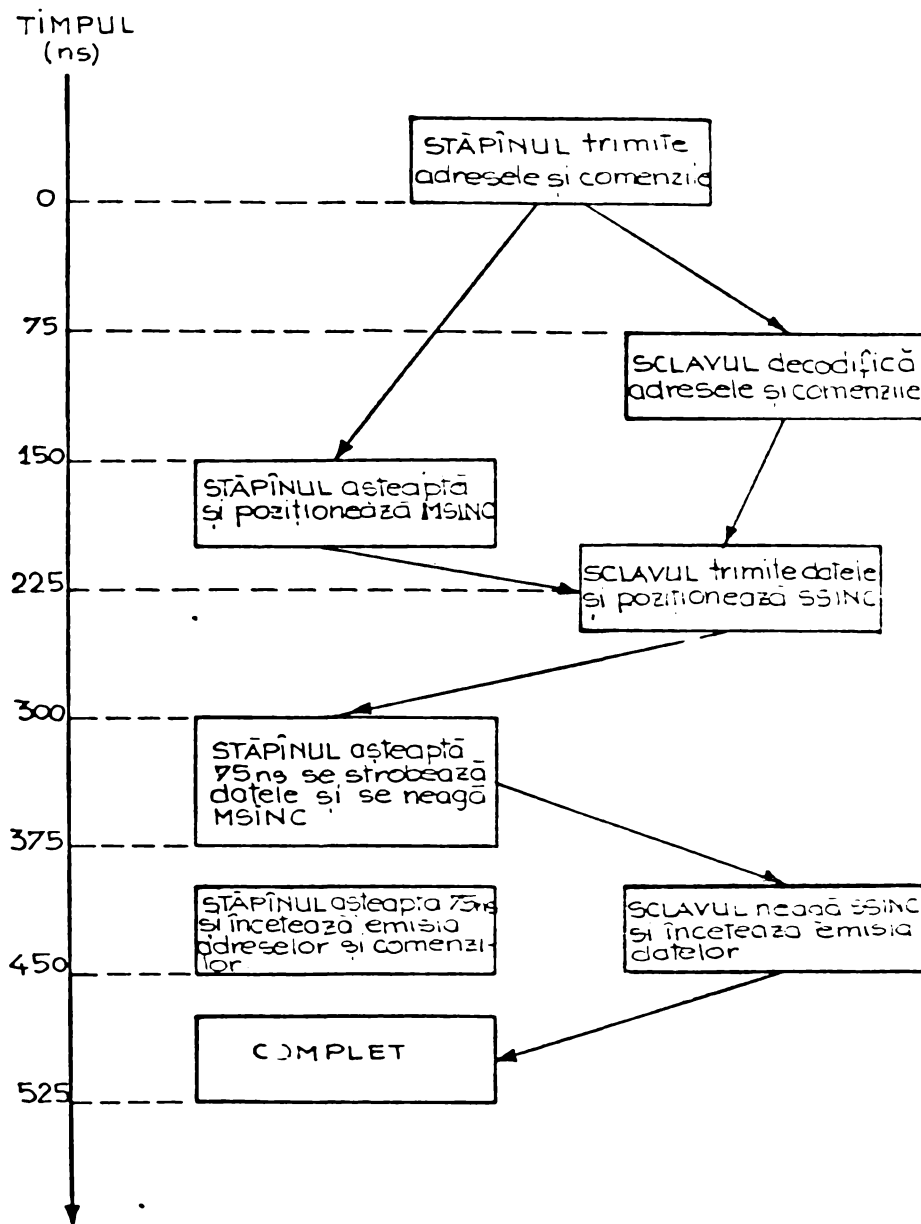 TIMPUL
(ns)
STĂPÎNUL trimite
adresele și comenzile
0
75
SCLAVUL decodifică
adresele și comenzile
150
STĂPÎNUL așteaptă
și poziționează MSINC
SCLAVUL trimite datele
și poziționează SSINC
225
300
STĂPÎNUL așteaptă
75ns se strobează
datele și se neagă
MSINC
375
STĂPÎNUL așteapta 75ns
și încetează emisia
adreselor și comenzi-
lor
SCLAVUL neagă SSINC
și încetează emisia
datelor
450
COMPLET
525